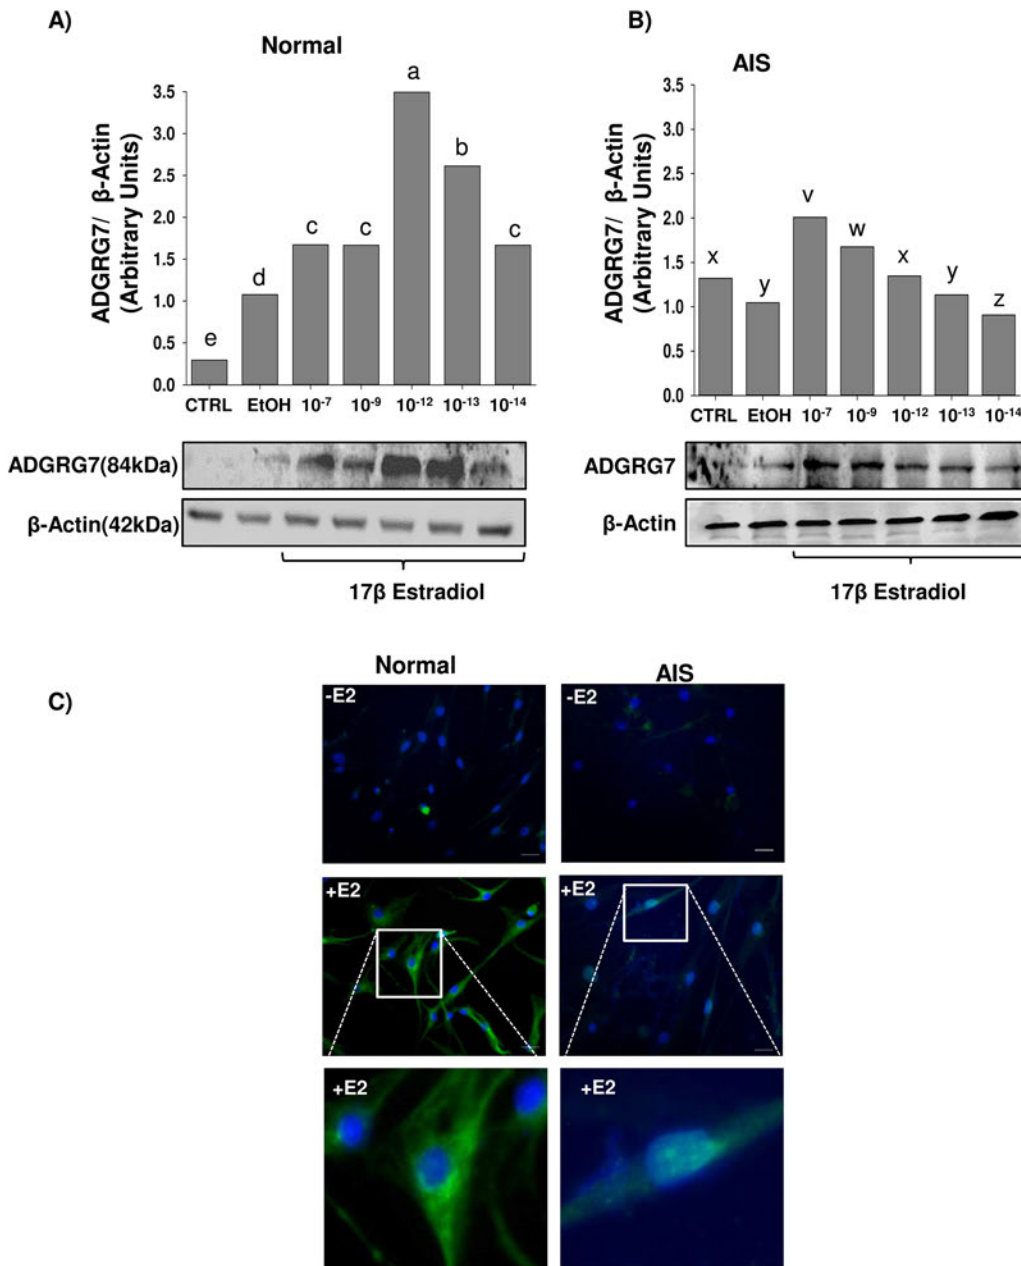 A)
Normal
ADGRG7/ β-Actin
(Arbitrary Units)
3.5
3.0
2.5
2.0
1.5
1.0
0.5
0.0
e
d
c
c
a
b
c
CTRL EtOH 10⁻⁷ 10⁻⁹ 10⁻¹² 10⁻¹³ 10⁻¹⁴
ADGRG7(84kDa)
β-Actin(42kDa)
17β Estradiol
B)
AIS
ADGRG7/ β-Actin
(Arbitrary Units)
3.5
3.0
2.5
2.0
1.5
1.0
0.5
0.0
x
y
v
w
x
y
z
CTRL EtOH 10⁻⁷ 10⁻⁹ 10⁻¹² 10⁻¹³ 10⁻¹⁴
ADGRG7
β-Actin
17β Estradiol
C)
Normal
AIS
-E2
-E2
+E2
+E2
+E2
+E2